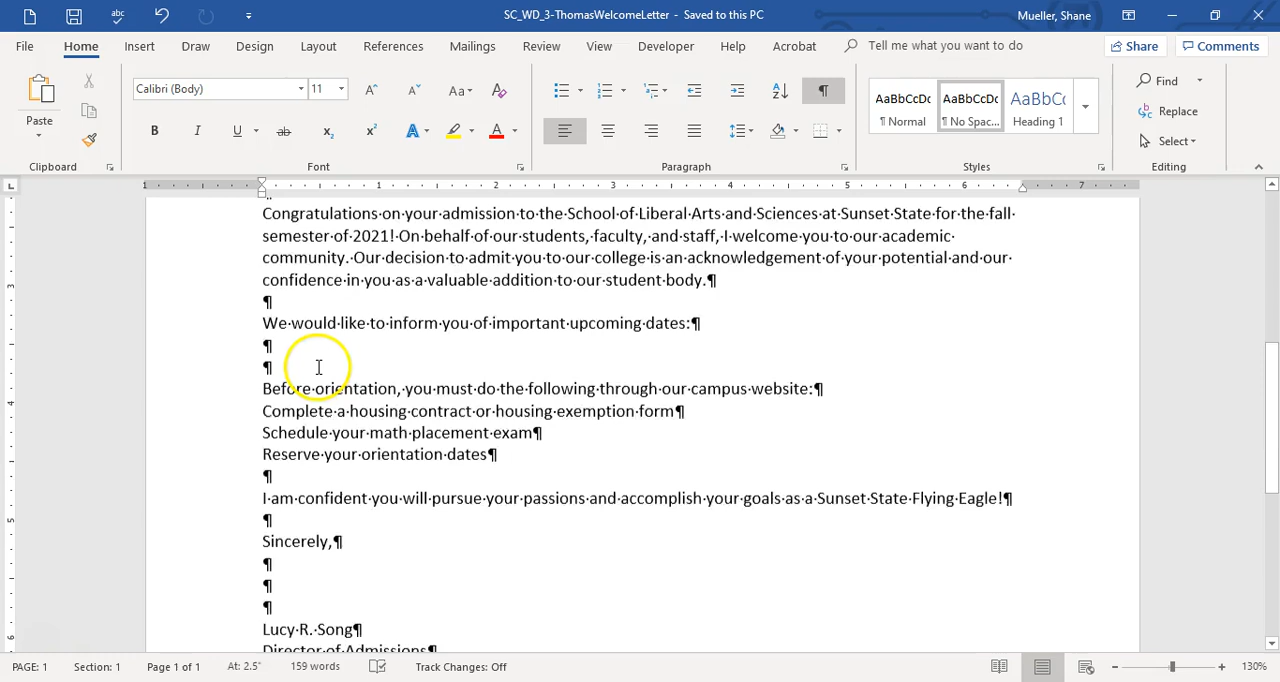 SC_WD_3-ThomasWelcomeLetter - Saved to this PC
Mueller, Shane
File Home Insert Draw Design Layout References Mailings Review View Developer Help Acrobat Tell me what you want to do Share Comments
Calibri (Body) 11
Paste
AaBbCcDc AaBbCcDc AaBbCc
¶ Normal ¶ No Spac... Heading 1
Find
Replace
Select
Clipboard Font Paragraph Styles Editing
1 1 2 3 4 5 6 7
Congratulations·on·your·admission·to·the·School·of·Liberal·Arts·and·Sciences·at·Sunset·State·for·the·fall·
semester·of·2021!·On·behalf·of·our·students,·faculty,·and·staff,·I·welcome·you·to·our·academic·
community.·Our·decision·to·admit·you·to·our·college·is·an·acknowledgement·of·your·potential·and·our·
confidence·in·you·as·a·valuable·addition·to·our·student·body.¶
¶
We·would·like·to·inform·you·of·important·upcoming·dates:¶
¶
¶
Before·orientation,·you·must·do·the·following·through·our·campus·website:¶
Complete·a·housing·contract·or·housing·exemption·form¶
Schedule·your·math·placement·exam¶
Reserve·your·orientation·dates¶
¶
I·am·confident·you·will·pursue·your·passions·and·accomplish·your·goals·as·a·Sunset·State·Flying·Eagle!¶
¶
Sincerely,¶
¶
¶
¶
Lucy·R.·Song¶
Director·of·Admissions¶
PAGE: 1 Section: 1 Page 1 of 1 At: 2.5" 159 words Track Changes: Off 130%